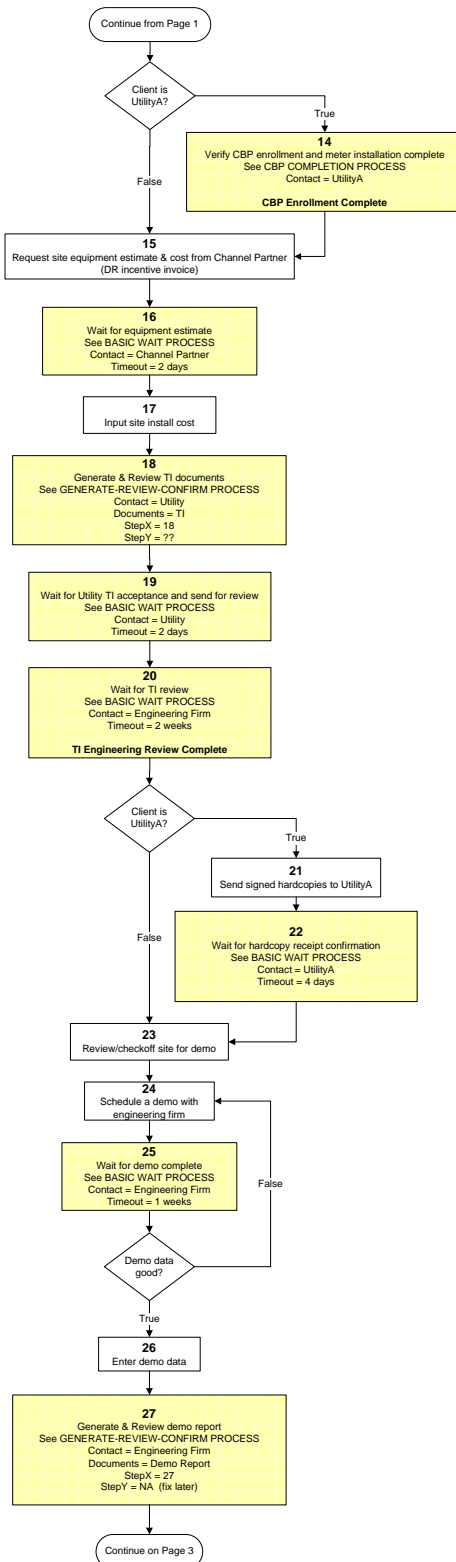 Continue from Page 1
Client is
UtilityA?
True
14
Verify CBP enrollment and meter installation complete
See CBP COMPLETION PROCESS
Contact = UtilityA
CBP Enrollment Complete
False
15
Request site equipment estimate & cost from Channel Partner
(DR incentive invoice)
16
Wait for equipment estimate
See BASIC WAIT PROCESS
Contact = Channel Partner
Timeout = 2 days
17
Input site install cost
18
Generate & Review TI documents
See GENERATE-REVIEW-CONFIRM PROCESS
Contact = Utility
Documents = TI
StepX = 18
StepY = ??
19
Wait for Utility TI acceptance and send for review
See BASIC WAIT PROCESS
Contact = Utility
Timeout = 2 days
20
Wait for TI review
See BASIC WAIT PROCESS
Contact = Engineering Firm
Timeout = 2 weeks
TI Engineering Review Complete
Client is
UtilityA?
True
21
Send signed hardcopies to UtilityA
22
Wait for hardcopy receipt confirmation
See BASIC WAIT PROCESS
Contact = UtilityA
Timeout = 4 days
False
23
Review/checkoff site for demo
24
Schedule a demo with
engineering firm
25
Wait for demo complete
See BASIC WAIT PROCESS
Contact = Engineering Firm
Timeout = 1 weeks
False
Demo data
good?
True
26
Enter demo data
27
Generate & Review demo report
See GENERATE-REVIEW-CONFIRM PROCESS
Contact = Engineering Firm
Documents = Demo Report
StepX = 27
StepY = NA (fix later)
Continue on Page 3